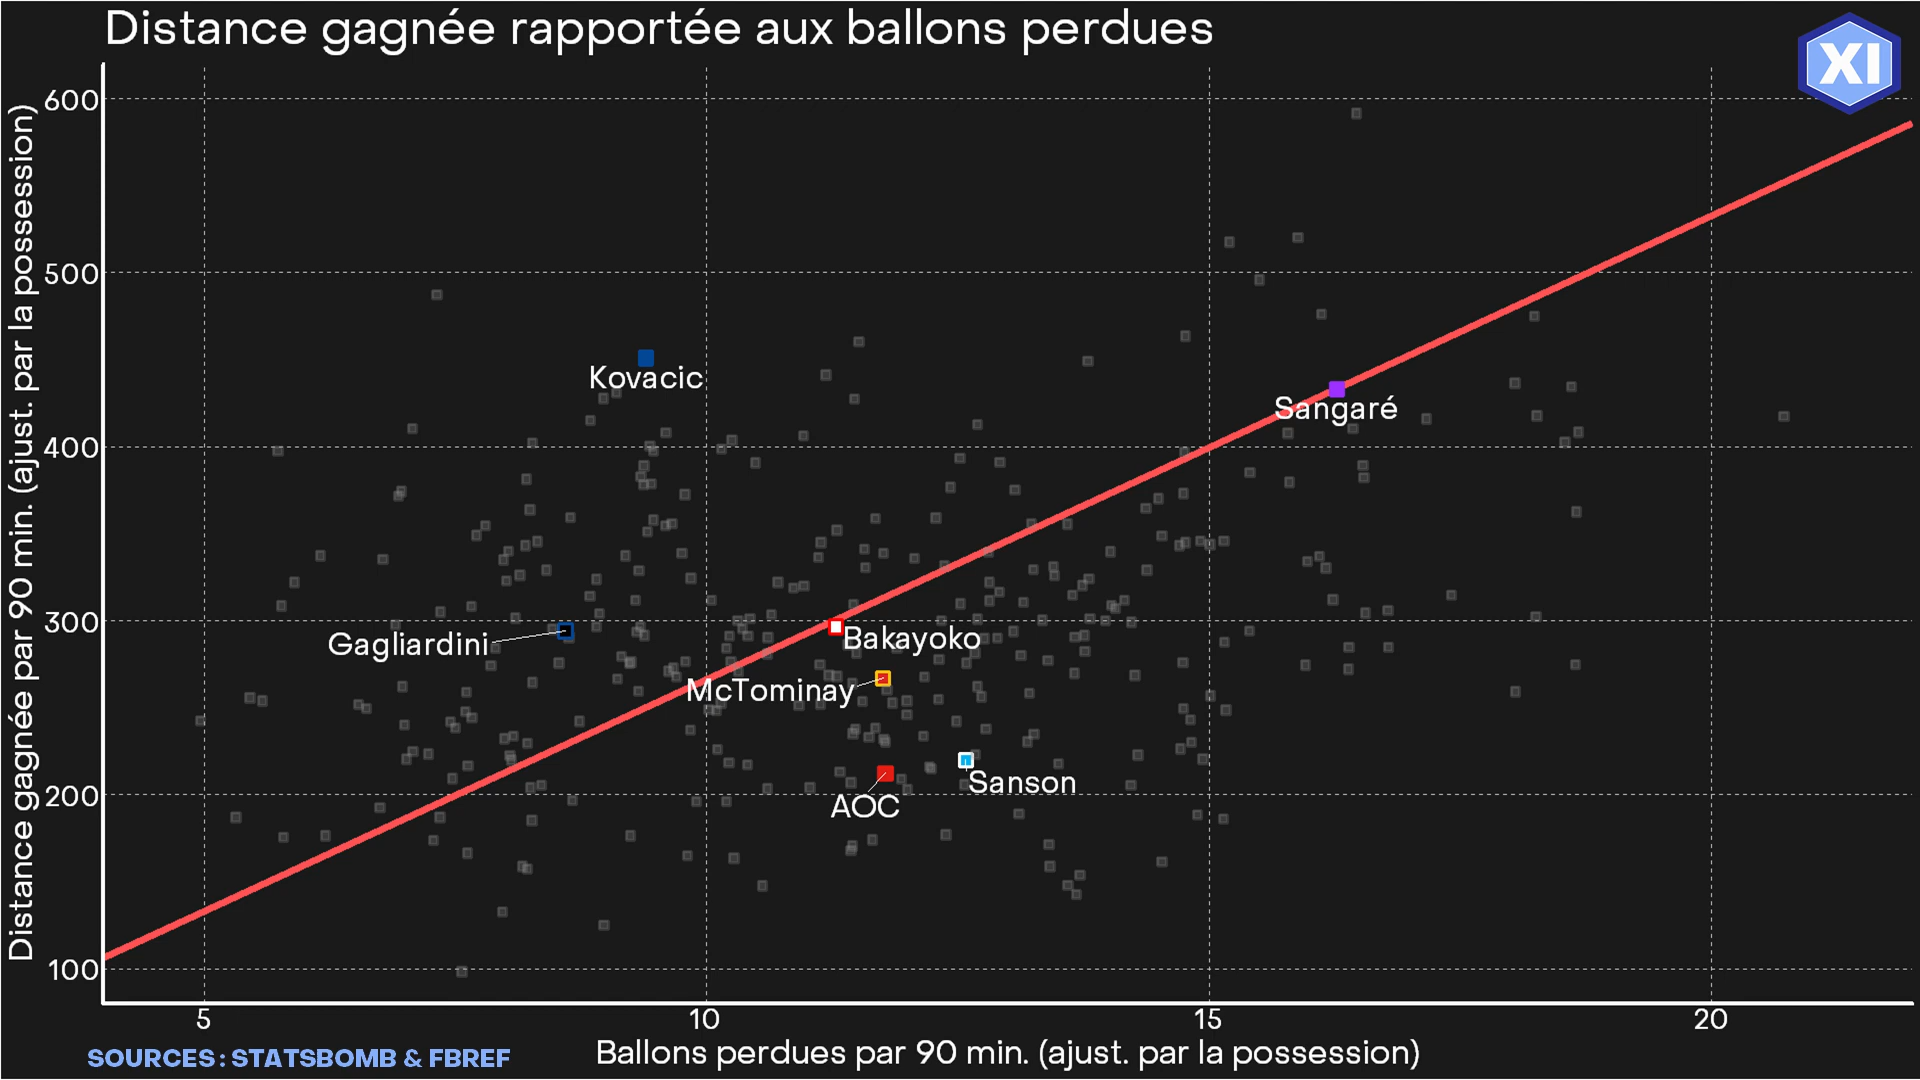 Distance gagnée rapportée aux ballons perdues
XI
Distance gagnée par 90 min. (ajust. par la possession)
600
500
400
300
200
100
Kovacic
Sangaré
Gagliardini
Bakayoko
McTominay
Sanson
AOC
5
10
15
20
SOURCES : STATSBOMB & FBREF
Ballons perdues par 90 min. (ajust. par la possession)